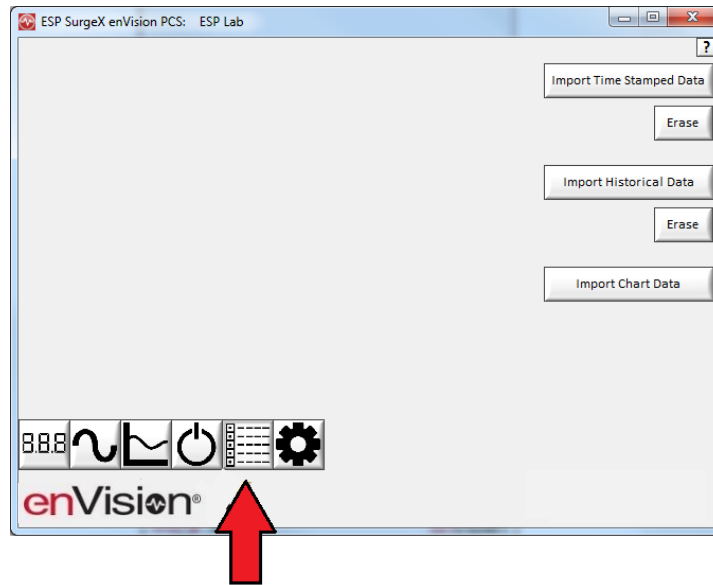 ESP SurgeX enVision PCS: ESP Lab
?
Import Time Stamped Data
Erase
Import Historical Data
Erase
Import Chart Data
8.8.8
enVision®